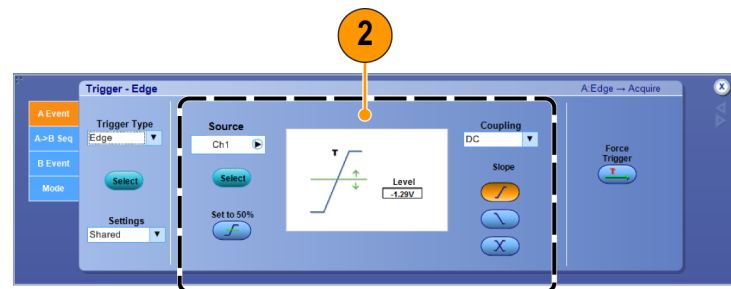 2
Trigger - Edge
A:Edge → Acquire
X
A Event
A->B Seq
B Event
Mode
Trigger Type
Edge
Select
Settings
Shared
Source
Ch1
Select
Set to 50%
T
Level
-1.29V
Coupling
DC
Slope
Force
Trigger
T